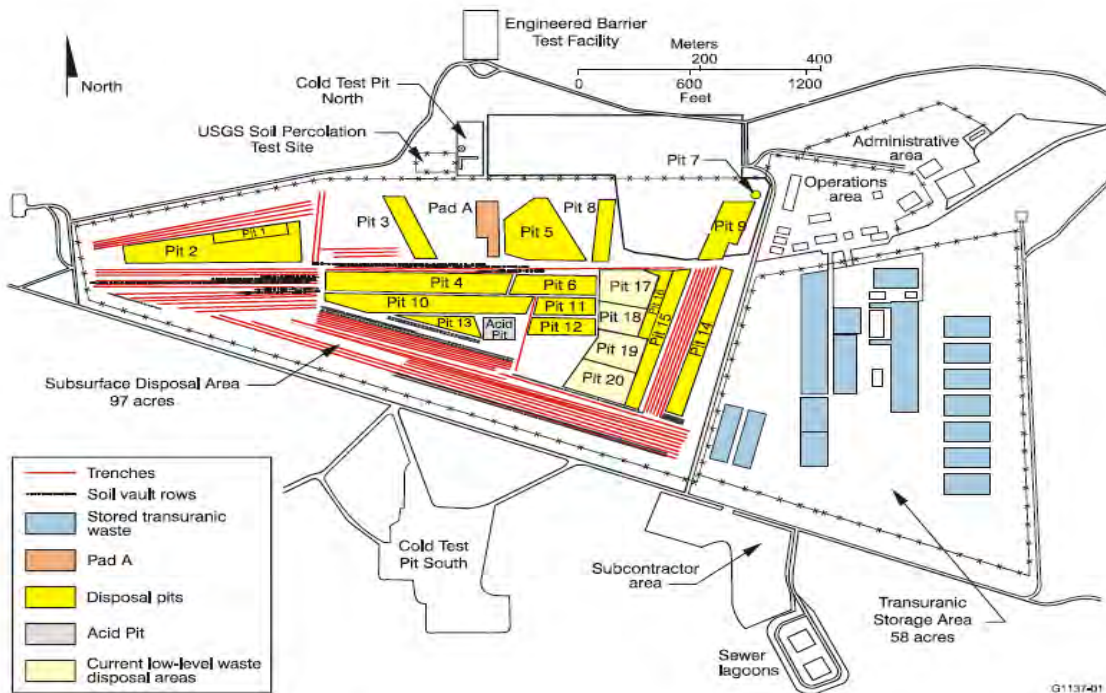 Engineered Barrier
Test Facility
Meters
0 200 400
0 600 1200
Feet
North
Cold Test Pit
North
USGS Soil Percolation
Test Site
Administrative
area
Operations
area
Pit 7
Pit 3
Pad A
Pit 5
Pit 8
Pit 9
Pit 1
Pit 2
Pit 4
Pit 6
Pit 17
Pit 16
Pit 10
Pit 11
Pit 18
Pit 15
Pit 14
Pit 13
Acid
Pit
Pit 12
Pit 19
Pit 20
Subsurface Disposal Area
97 acres
Trenches
Soil vault rows
Stored transuranic
waste
Pad A
Disposal pits
Acid Pit
Current low-level waste
disposal areas
Cold Test
Pit South
Subcontractor
area
Transuranic
Storage Area
58 acres
Sewer
lagoons
G1137-01